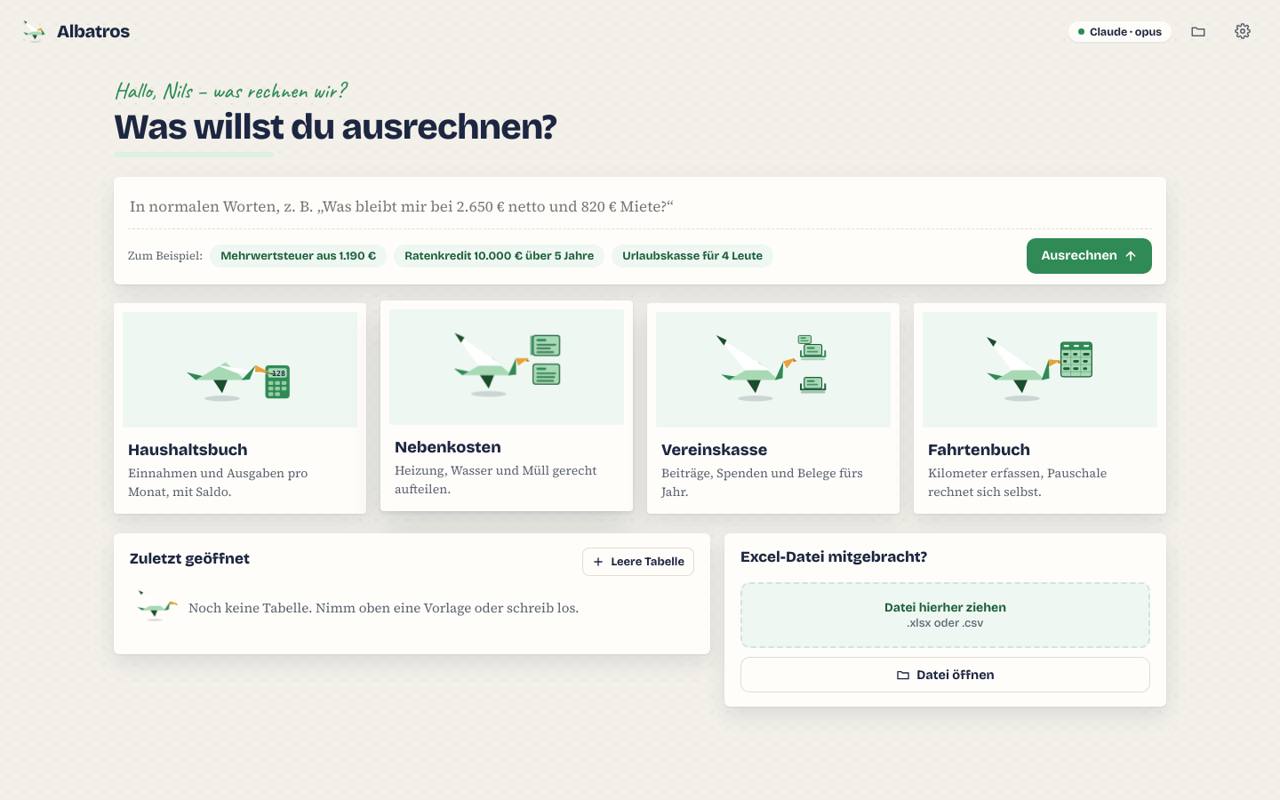 Albatros
Claude · opus
Hallo, Nils – was rechnen wir?
Was willst du ausrechnen?
In normalen Worten, z. B. „Was bleibt mir bei 2.650 € netto und 820 € Miete?“
Zum Beispiel:
Mehrwertsteuer aus 1.190 €
Ratenkredit 10.000 € über 5 Jahre
Urlaubskasse für 4 Leute
Ausrechnen
128
Haushaltsbuch
Einnahmen und Ausgaben pro
Monat, mit Saldo.
Nebenkosten
Heizung, Wasser und Müll gerecht
aufteilen.
Vereinskasse
Beiträge, Spenden und Belege fürs
Jahr.
Fahrtenbuch
Kilometer erfassen, Pauschale
rechnet sich selbst.
Zuletzt geöffnet
Leere Tabelle
Noch keine Tabelle. Nimm oben eine Vorlage oder schreib los.
Excel-Datei mitgebracht?
Datei hierher ziehen
.xlsx oder .csv
Datei öffnen